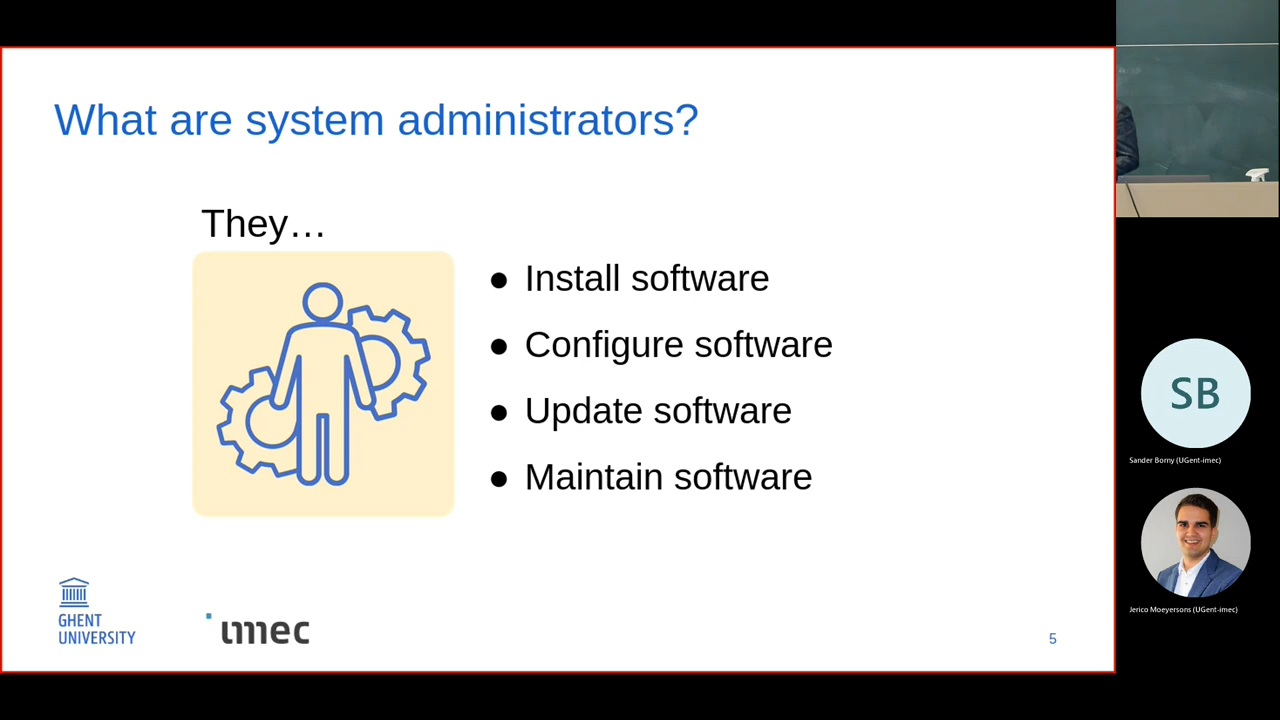 What are system administrators?
They…
● Install software
● Configure software
● Update software
● Maintain software
GHENT
UNIVERSITY
imec
5
SB
Sander Borny (UGent-imec)
Jerico Moeyersons (UGent-imec)